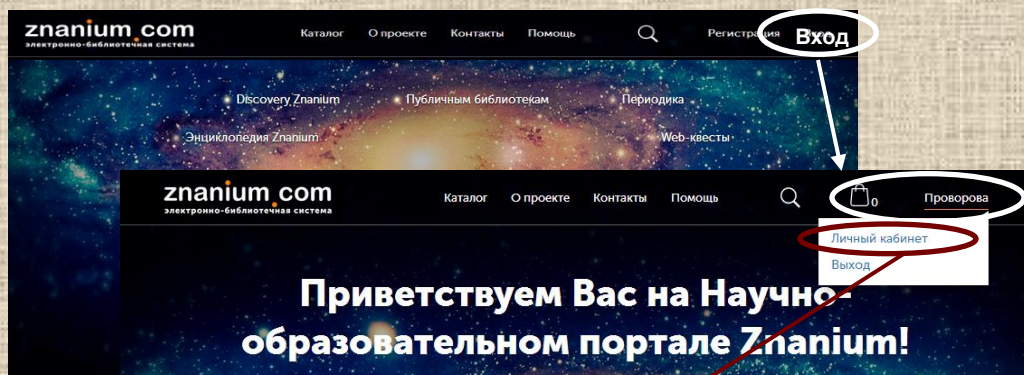 znanium.com Каталог О проекте Контакты Помощь Регистрация Вход
электронно-библиотечная система
Discovery Znanium Публичным библиотекам Периодика
Энциклопедия Znanium Web-квесты
znanium.com Каталог О проекте Контакты Помощь 0 Проворова
электронно-библиотечная система
Личный кабинет
Выход
Приветствуем Вас на Научно-
образовательном портале Znanium!